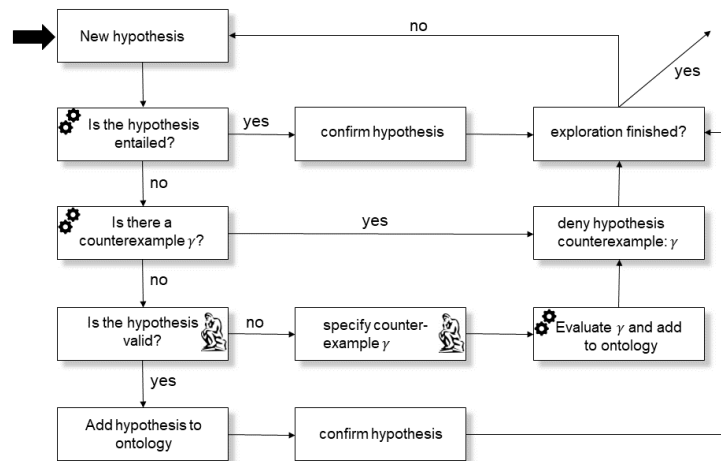 New hypothesis
no
yes
Is the hypothesis
entailed?
yes
confirm hypothesis
exploration finished?
no
Is there a
counterexample γ?
yes
deny hypothesis
counterexample: γ
no
Is the hypothesis
valid?
no
specify counter-
example γ
Evaluate γ and add
to ontology
yes
Add hypothesis to
ontology
confirm hypothesis